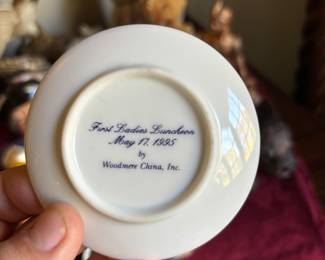 First Ladies Luncheon
May 17, 1995
by
Woodmere China, Inc.